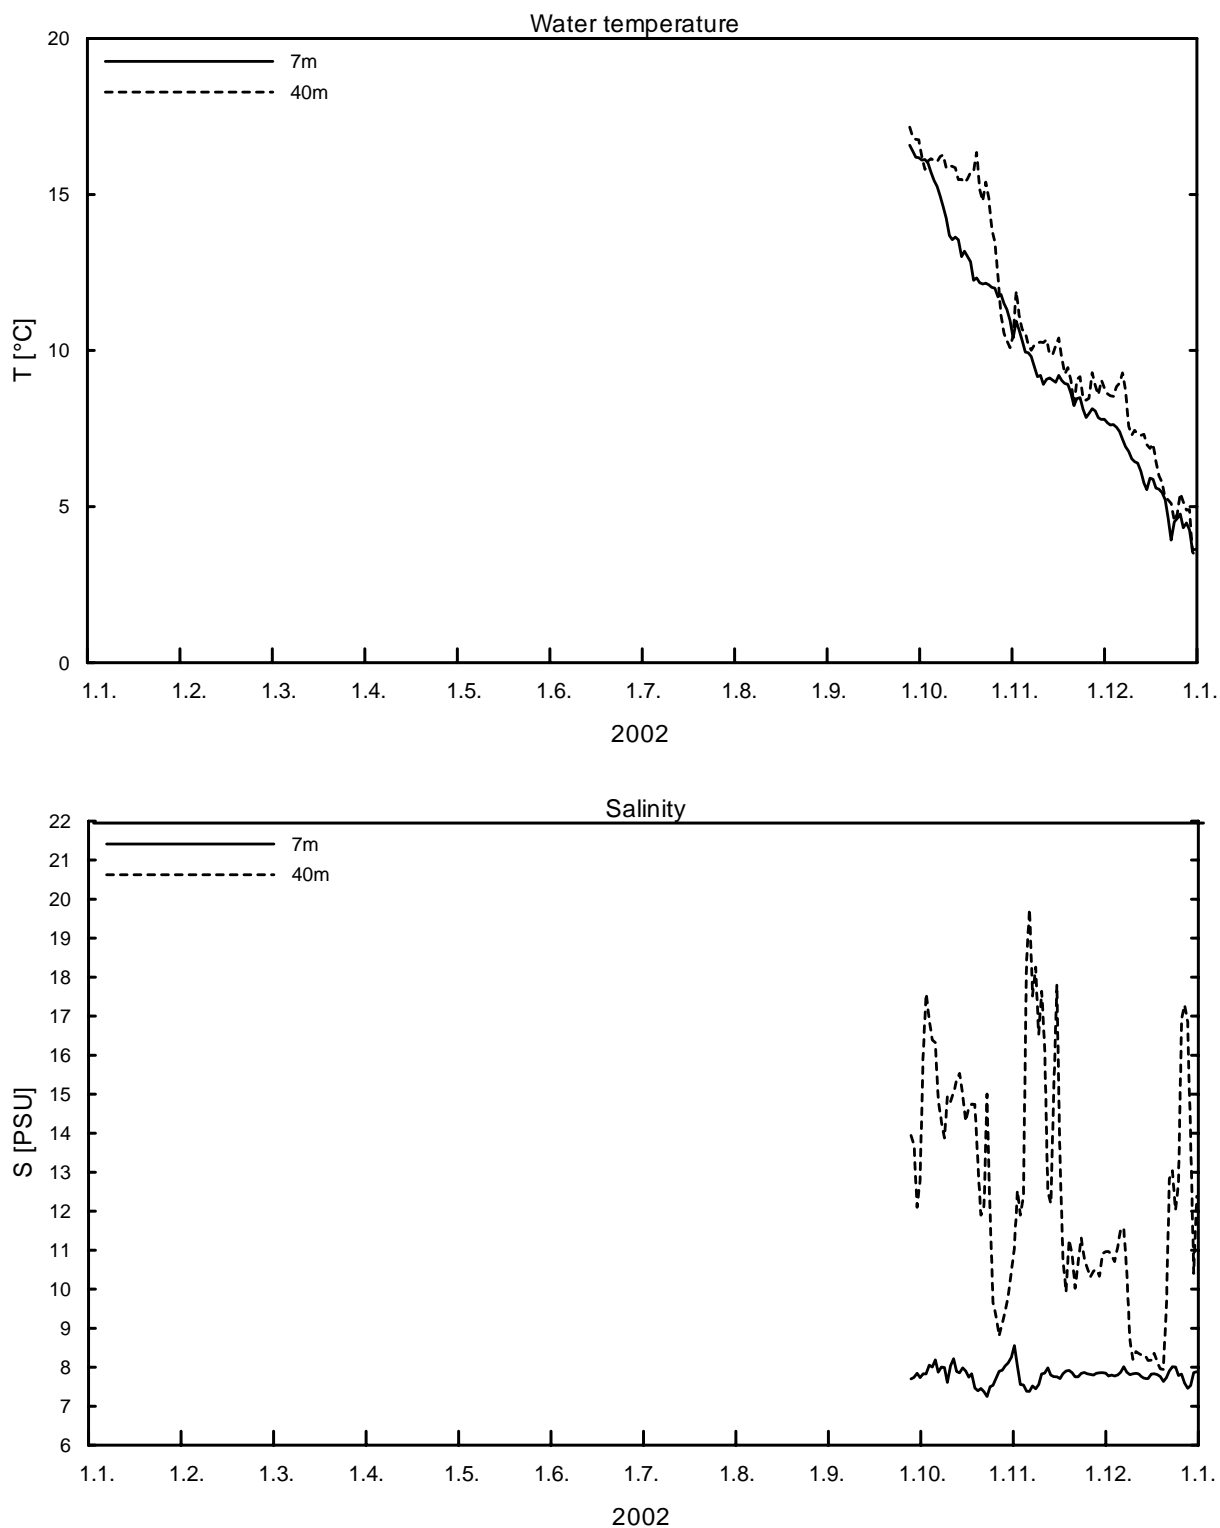 Water temperature
20
7m
40m
15
T [°C]
10
5
0
1.1. 1.2. 1.3. 1.4. 1.5. 1.6. 1.7. 1.8. 1.9. 1.10. 1.11. 1.12. 1.1.
2002
Salinity
22
7m
21
40m
20
19
18
17
16
15
S [PSU]
14
13
12
11
10
9
8
7
6
1.1. 1.2. 1.3. 1.4. 1.5. 1.6. 1.7. 1.8. 1.9. 1.10. 1.11. 1.12. 1.1.
2002